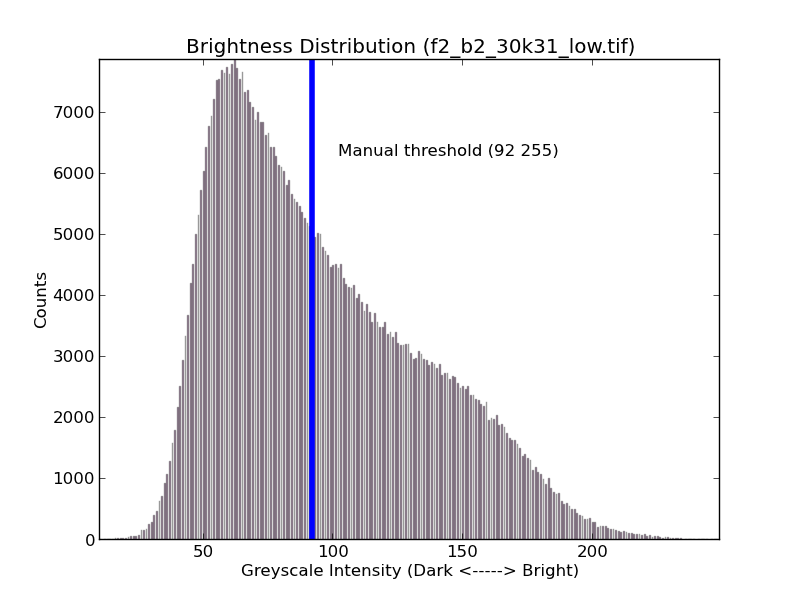 Brightness Distribution (f2_b2_30k31_low.tif)
7000
6000
5000
4000
3000
2000
1000
0
Counts
Manual threshold (92 255)
50 100 150 200
Greyscale Intensity (Dark <-----> Bright)